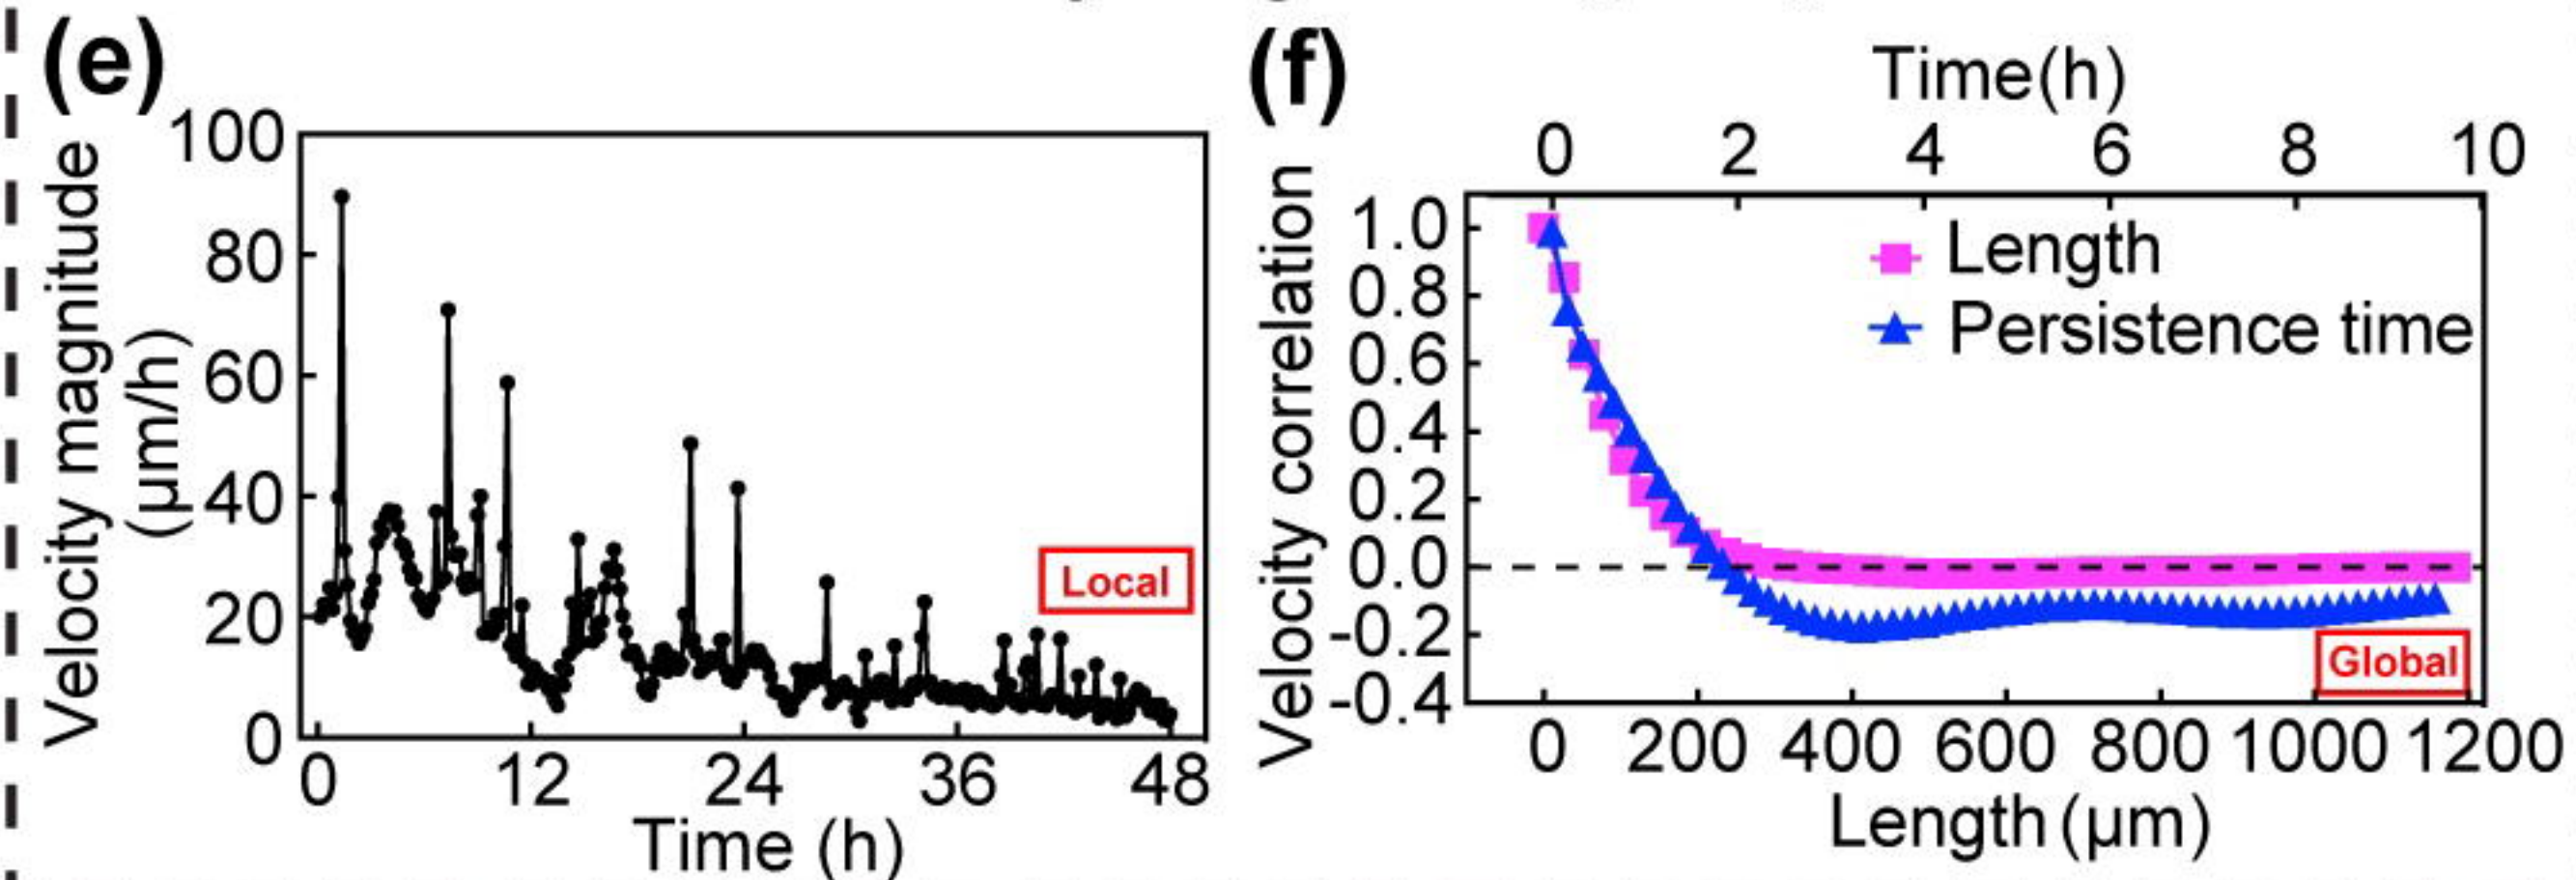 (e)
Velocity magnitude
(μm/h)
100
80
60
40
20
0
Local
0 12 24 36 48
Time (h)
(f)
Time(h)
0 2 4 6 8 10
Velocity correlation
1.0
0.8
0.6
0.4
0.2
0.0
-0.2
-0.4
Length
Persistence time
Global
0 200 400 600 800 1000 1200
Length(μm)